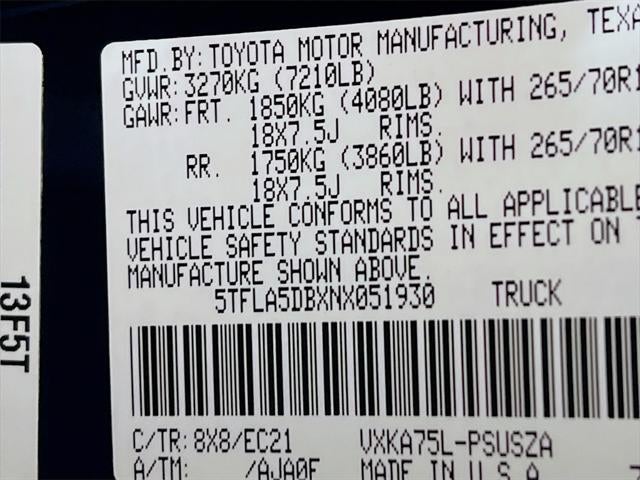 MFD.BY: TOYOTA MOTOR MANUFACTURING, TEXA
GVWR: 3270KG (7210LB)
GAWR: FRT. 1850KG (4080LB) WITH 265/70R1
18X7.5J RIMS.
RR. 1750KG (3860LB) WITH 265/70R1
18X7.5J RIMS.
THIS VEHICLE CONFORMS TO ALL APPLICABLE
VEHICLE SAFETY STANDARDS IN EFFECT ON
MANUFACTURE SHOWN ABOVE.
5TFLA5DBXNX051930 TRUCK
C/TR: 8X8/EC21 VXKA75L-PSUSZA
A/TM: /AJA0F MADE IN U.S.A
13F5T